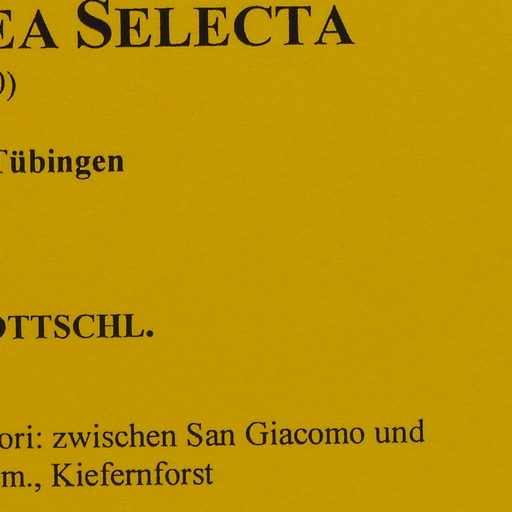 EA SELECTA
0)
Tübingen
OTTSCHL.
ori: zwischen San Giacomo und
m., Kiefernforst